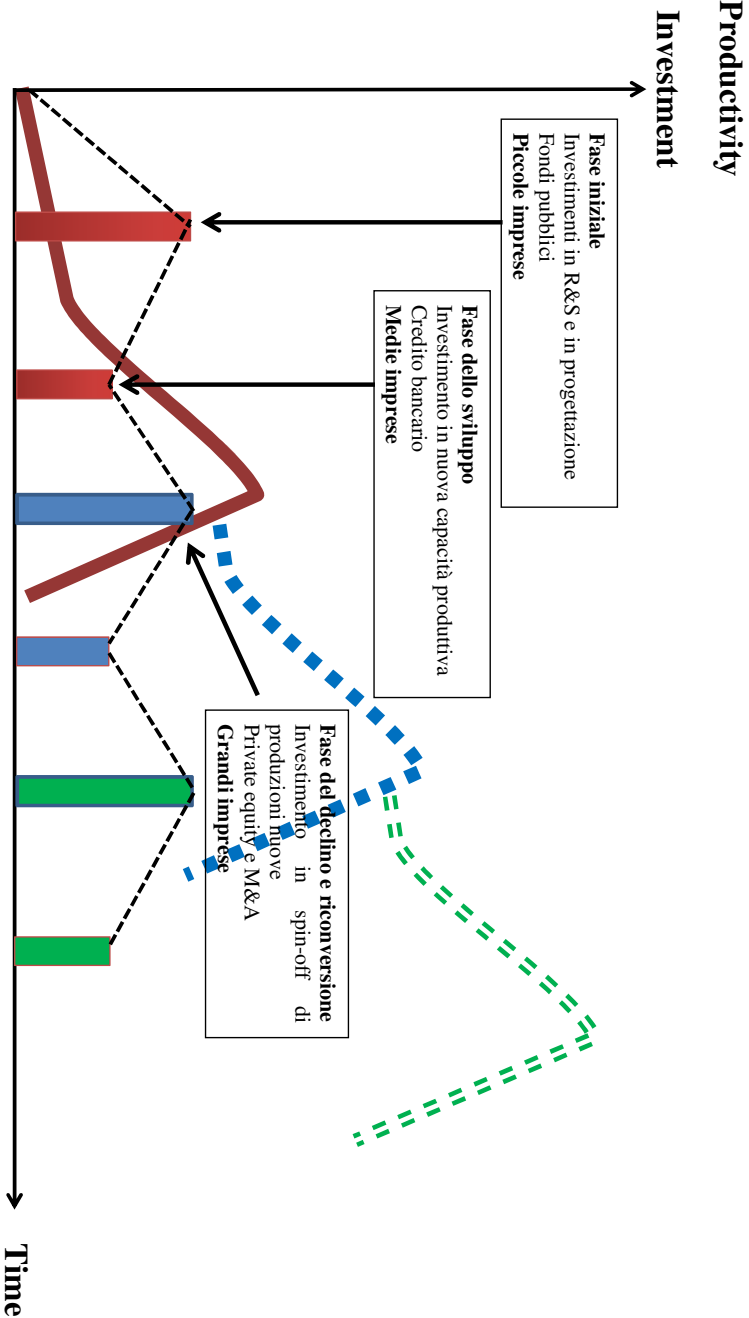 Productivity
Investment
Fase iniziale
Investimenti in R&S e in progettazione
Fondi pubblici
Piccole imprese
Fase dello sviluppo
Investimento in nuova capacità produttiva
Credito bancario
Medie imprese
Fase del declino e riconversione
Investimento in spin-off di
produzioni nuove
Private equity e M&A
Grandi imprese
Time